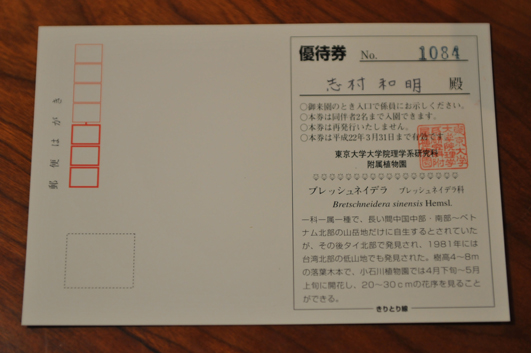 郵便はがき
優待券 No. 1084
志村和明 殿
○御来園のとき入口で係員にお示しください。
○本券は同伴者2名まで入園できます。
○本券は再発行いたしません。
○本券は平成22年3月31日まで有効です。
東京大学大学院理学系研究科
附属植物園
ブレッシュネイデラ ブレッシュネイデラ科
Bretschneidera sinensis Hemsl.
一科一属一種で、長い間中国中部・南部～ベト
ナム北部の山岳地だけに自生するとされていた
が、その後タイ北部で発見され、1981年には
台湾北部の低山地でも発見された。樹高4～8m
の落葉木本で、小石川植物園では4月下旬～5月
上旬に開花し、20～30cmの花序を見ること
ができる。
きりとり線